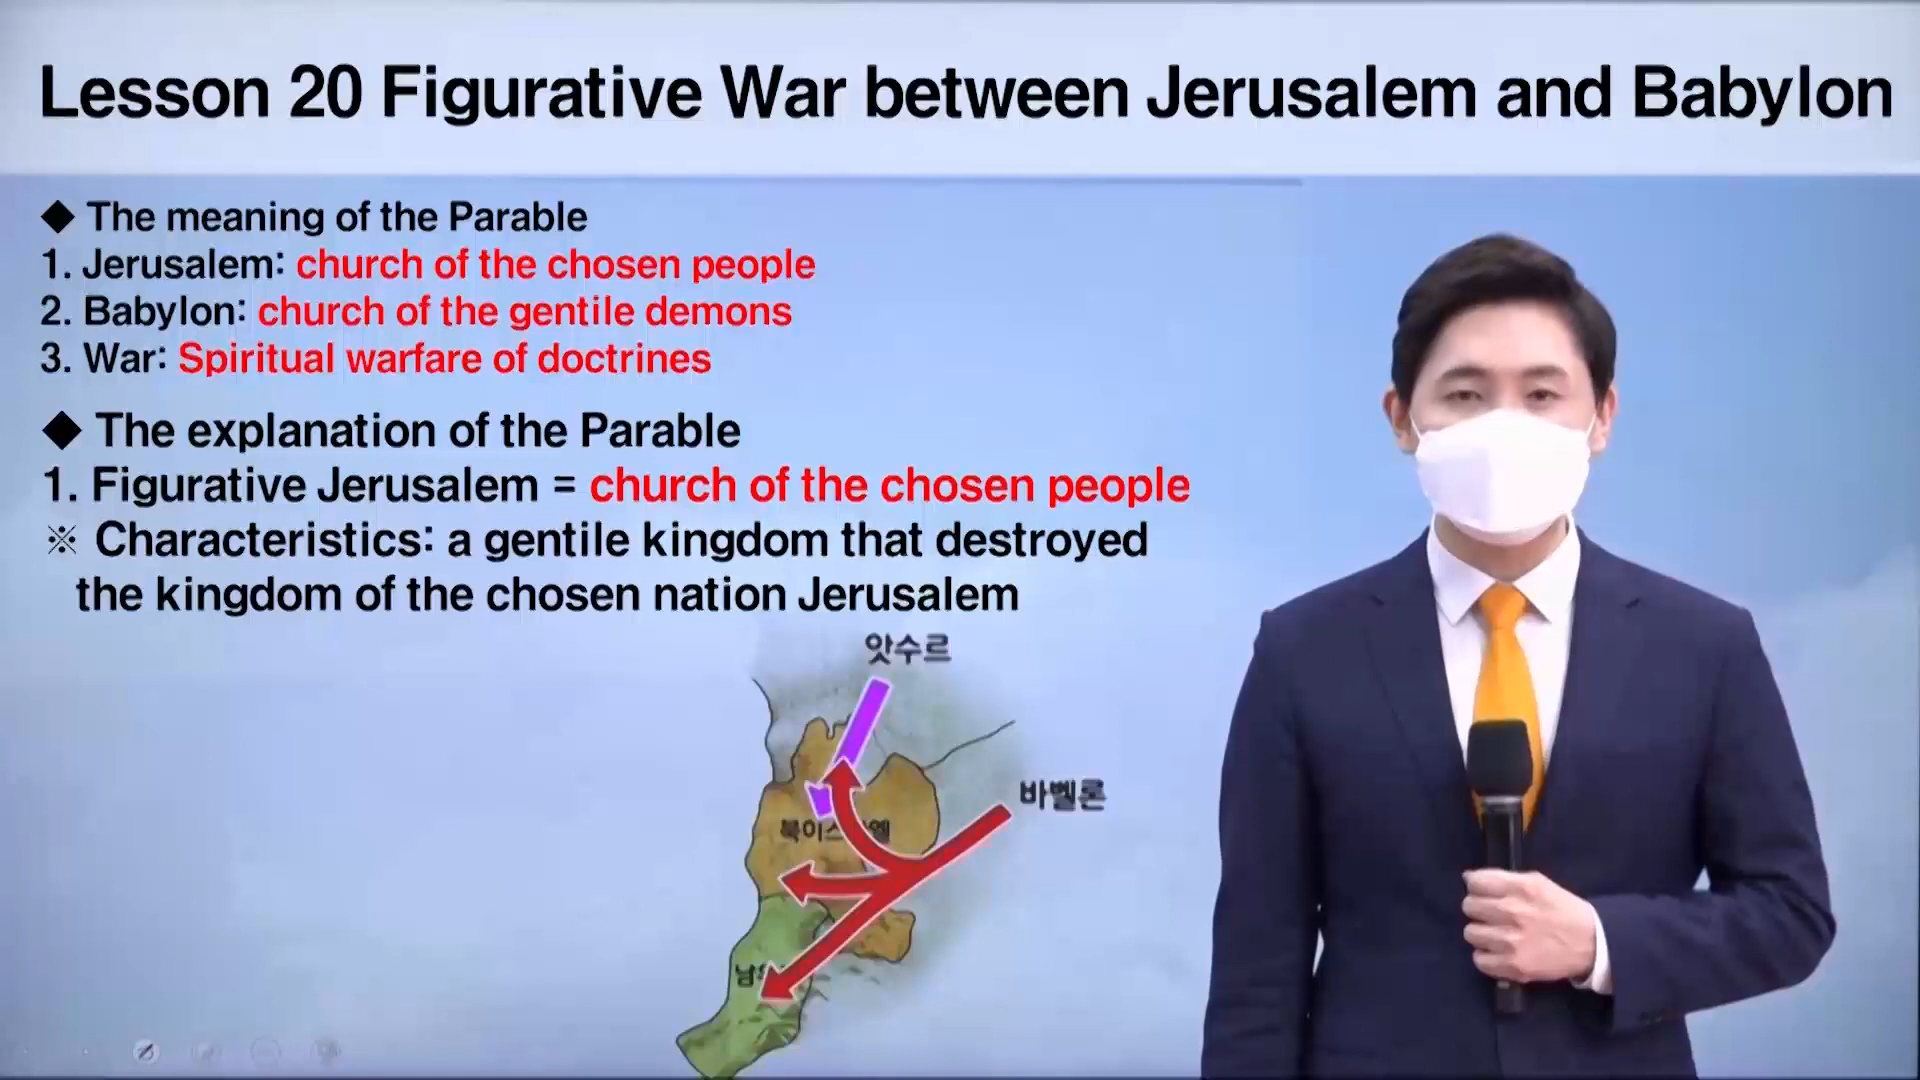 Lesson 20 Figurative War between Jerusalem and Babylon
◆ The meaning of the Parable
1. Jerusalem: church of the chosen people
2. Babylon: church of the gentile demons
3. War: Spiritual warfare of doctrines
◆ The explanation of the Parable
1. Figurative Jerusalem = church of the chosen people
※ Characteristics: a gentile kingdom that destroyed
the kingdom of the chosen nation Jerusalem
앗수르
바벨론